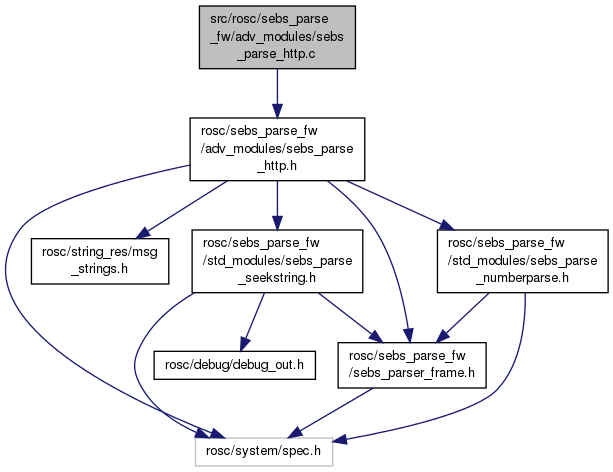 src/rosc/sebs_parse
_fw/adv_modules/sebs
_parse_http.c
rosc/sebs_parse_fw
/adv_modules/sebs_parse
_http.h
rosc/string_res/msg
_strings.h
rosc/sebs_parse_fw
/std_modules/sebs_parse
_seekstring.h
rosc/sebs_parse_fw
/std_modules/sebs_parse
_numberparse.h
rosc/debug/debug_out.h
rosc/sebs_parse_fw
/sebs_parser_frame.h
rosc/system/spec.h